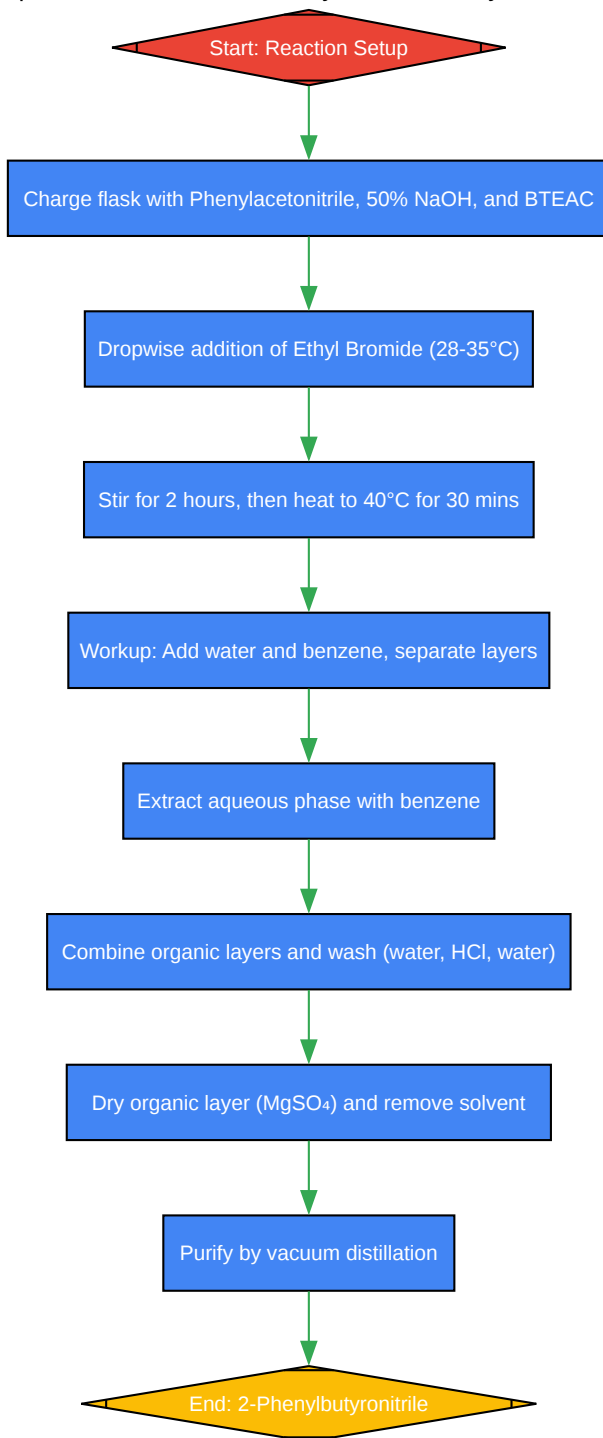 Start: Reaction Setup
Charge flask with Phenylacetonitrile, 50% NaOH, and BTEAC
Dropwise addition of Ethyl Bromide (28-35°C)
Stir for 2 hours, then heat to 40°C for 30 mins
Workup: Add water and benzene, separate layers
Extract aqueous phase with benzene
Combine organic layers and wash (water, HCl, water)
Dry organic layer (MgSO₄) and remove solvent
Purify by vacuum distillation
End: 2-Phenylbutyronitrile